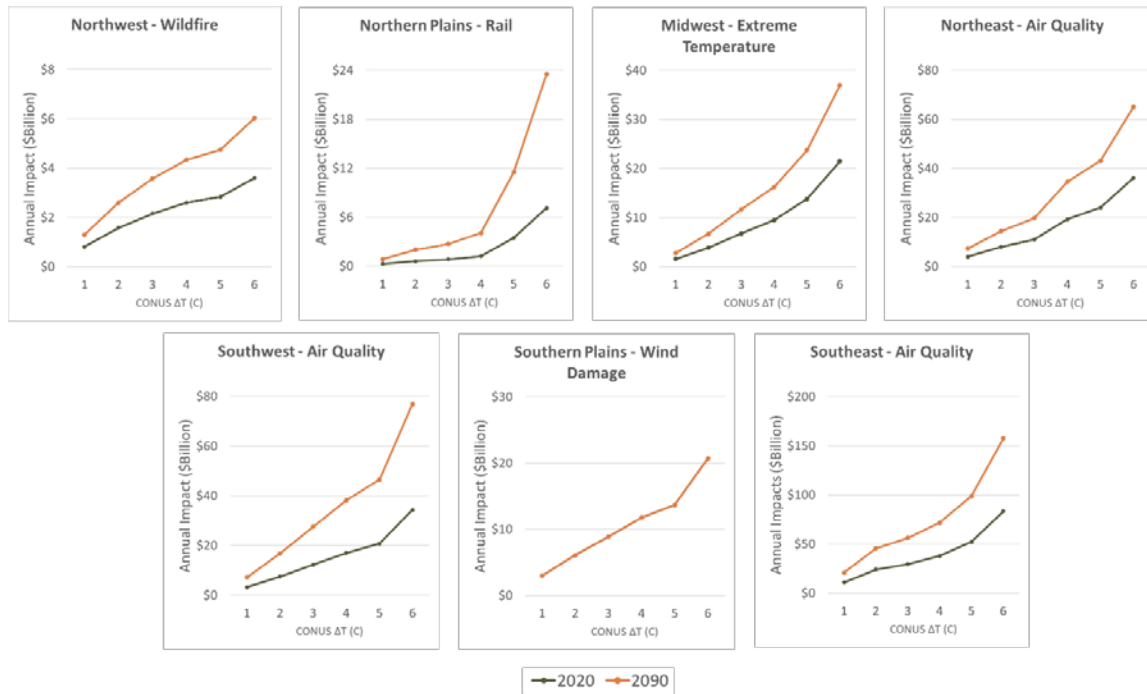 Northwest - Wildfire
$8
$6
$4
$2
$0
Annual Impact ($Billion)
1 2 3 4 5 6
CONUS ΔT (C)
Northern Plains - Rail
$24
$18
$12
$6
$0
Annual Impact ($Billion)
1 2 3 4 5 6
CONUS ΔT (C)
Midwest - Extreme
Temperature
$40
$30
$20
$10
$0
Annual Impact ($Billion)
1 2 3 4 5 6
CONUS ΔT (C)
Northeast - Air Quality
$80
$60
$40
$20
$0
Annual Impact ($Billion)
1 2 3 4 5 6
CONUS ΔT (C)
Southwest - Air Quality
$80
$60
$40
$20
$0
Annual Impact ($Billion)
1 2 3 4 5 6
CONUS ΔT (C)
Southern Plains - Wind
Damage
$30
$20
$10
$0
Annual Impact ($Billion)
1 2 3 4 5 6
CONUS ΔT (C)
Southeast - Air Quality
$200
$150
$100
$50
$0
Annual Impacts ($Billion)
1 2 3 4 5 6
CONUS ΔT (C)
2020 2090